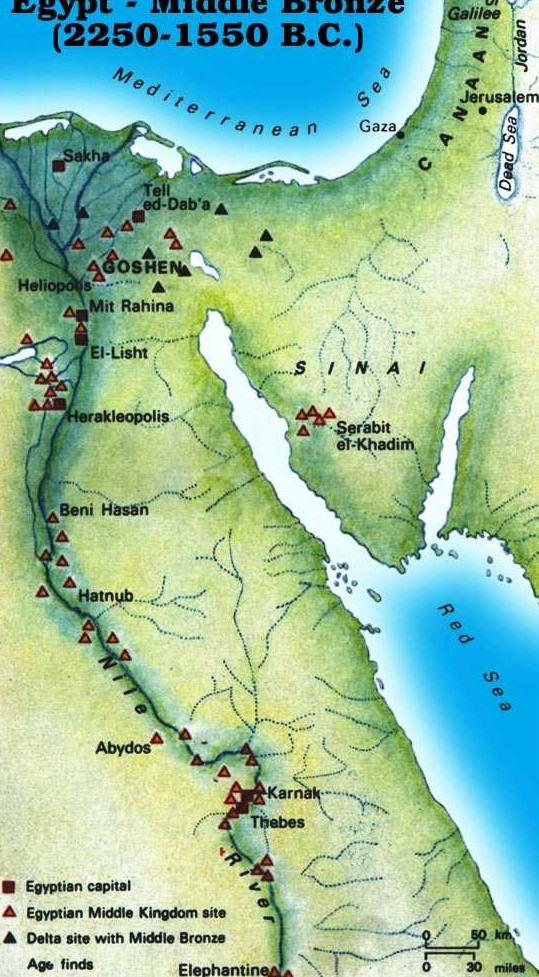 Egypt - Middle Bronze
(2250-1550 B.C.)
Galilee
Jordan
Mediterranean Sea
CANAAN
Jerusalem
Gaza
Dead Sea
Sakha
Tell
ed-Dab'a
GOSHEN
Heliopolis
Mit Rahina
El-Lisht
SINAI
Herakleopolis
Serabit
el-Khadim
Beni Hasan
Hatnub
Red Sea
Nile
Abydos
Karnak
Thebes
River
Egyptian capital
Egyptian Middle Kingdom site
Delta site with Middle Bronze
Age finds
0 50 km.
0 30 miles
Elephantine